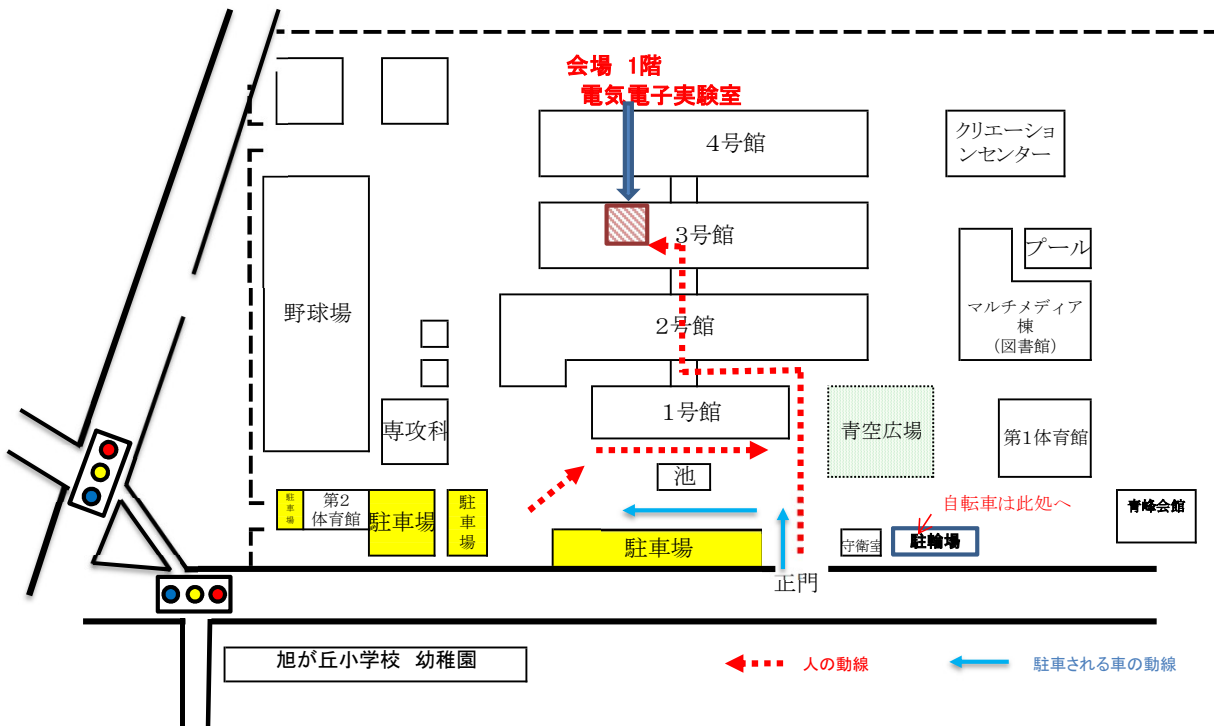 会場 1階
電気電子実験室
4号館
クリエーショ
ンセンター
3号館
プール
野球場
2号館
マルチメディア
棟
(図書館)
1号館
専攻科
青空広場
第1体育館
池
駐車場
第2
体育館
駐車場
駐車場
自転車は此処へ
青峰会館
駐車場
守衛室
駐輪場
正門
旭が丘小学校 幼稚園
人の動線
駐車される車の動線